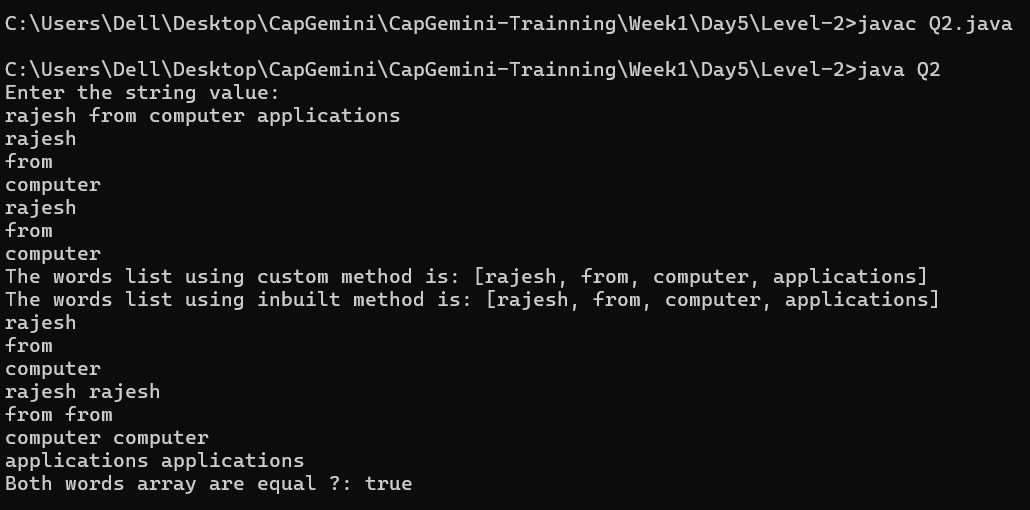 C:\Users\Dell\Desktop\CapGemini\CapGemini-Trainning\Week1\Day5\Level-2>javac Q2.java
C:\Users\Dell\Desktop\CapGemini\CapGemini-Trainning\Week1\Day5\Level-2>java Q2
Enter the string value:
rajesh from computer applications
rajesh
from
computer
rajesh
from
computer
The words list using custom method is: [rajesh, from, computer, applications]
The words list using inbuilt method is: [rajesh, from, computer, applications]
rajesh
from
computer
rajesh rajesh
from from
computer computer
applications applications
Both words array are equal ?: true